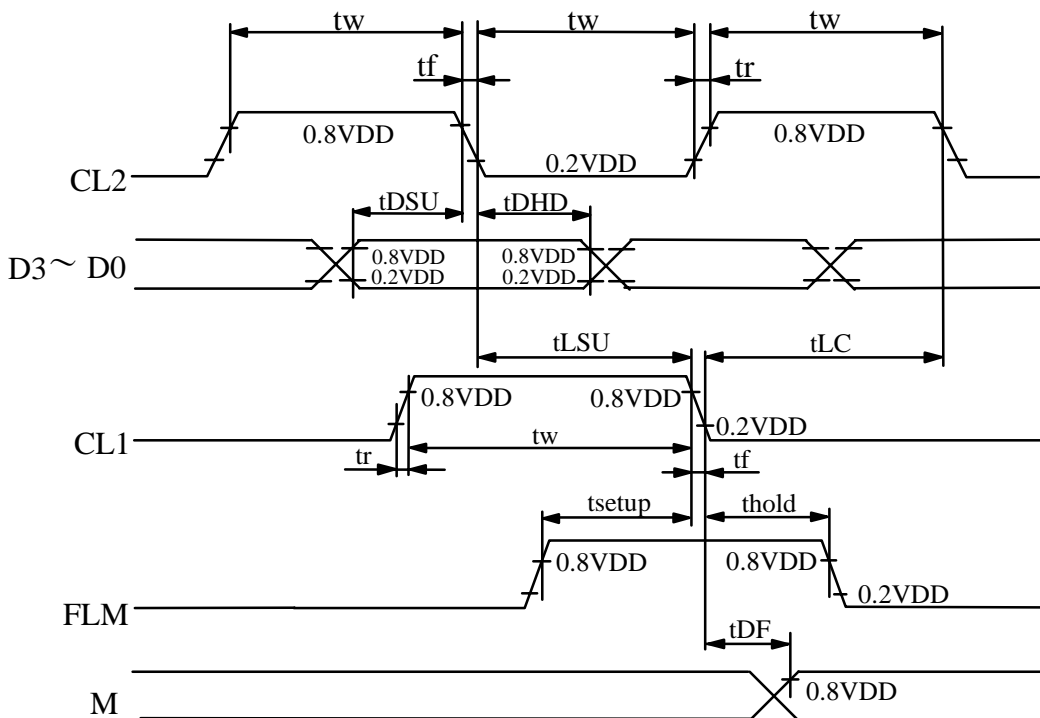 tw tw tw
tf tr
0.8VDD 0.8VDD
0.2VDD
CL2
tDSU tDHD
D3～D0 0.8VDD 0.8VDD
0.2VDD 0.2VDD
tLSU tLC
0.8VDD 0.8VDD
0.2VDD
CL1
tw
tr tf
tsetup thold
0.8VDD 0.8VDD
0.2VDD
FLM
tDF
0.8VDD
M